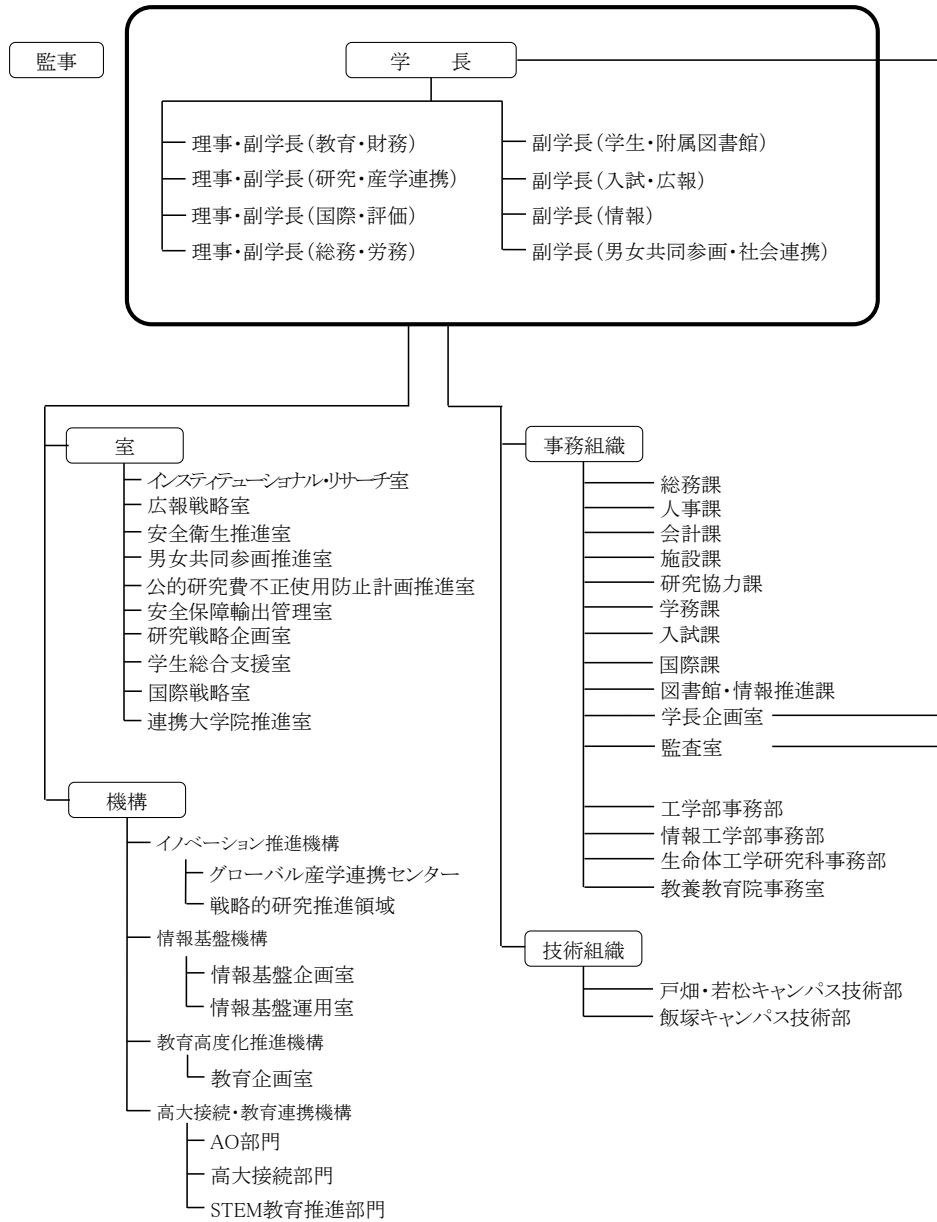 監事
学　　長
理事・副学長（教育・財務）
理事・副学長（研究・産学連携）
理事・副学長（国際・評価）
理事・副学長（総務・労務）
副学長（学生・附属図書館）
副学長（入試・広報）
副学長（情報）
副学長（男女共同参画・社会連携）
室
インスティテューショナル・リサーチ室
広報戦略室
安全衛生推進室
男女共同参画推進室
公的研究費不正使用防止計画推進室
安全保障輸出管理室
研究戦略企画室
学生総合支援室
国際戦略室
連携大学院推進室
機構
イノベーション推進機構
グローバル産学連携センター
戦略的研究推進領域
情報基盤機構
情報基盤企画室
情報基盤運用室
教育高度化推進機構
教育企画室
高大接続・教育連携機構
AO部門
高大接続部門
STEM教育推進部門
事務組織
総務課
人事課
会計課
施設課
研究協力課
学務課
入試課
国際課
図書館・情報推進課
学長企画室
監査室
工学部事務部
情報工学部事務部
生命体工学研究科事務部
教養教育院事務室
技術組織
戸畑・若松キャンパス技術部
飯塚キャンパス技術部